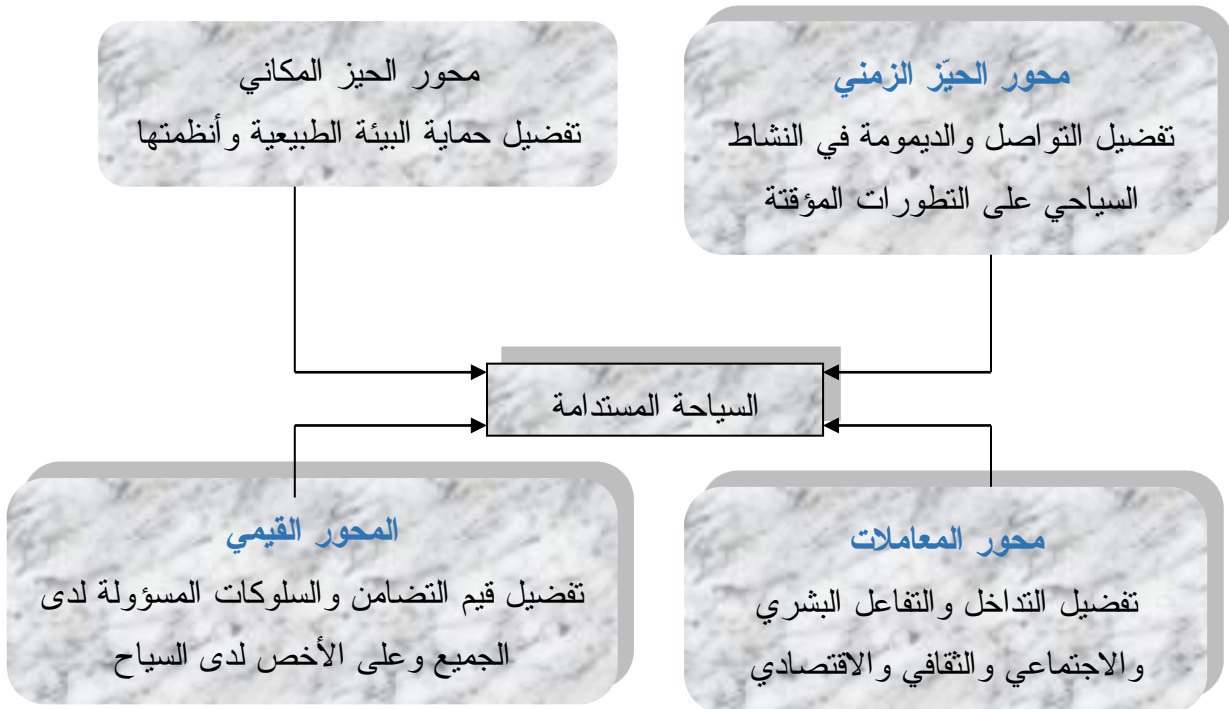 محور الحيّز الزمني
تفضيل التواصل والديمومة في النشاط
السياحي على التطورات المؤقتة
محور الحيز المكاني
تفضيل حماية البيئة الطبيعية وأنظمتها
السياحة المستدامة
محور المعاملات
تفضيل التداخل والتفاعل البشري
والاجتماعي والثقافي والاقتصادي
المحور القيمي
تفضيل قيم التضامن والسلوكات المسؤولة لدى
الجميع وعلى الأخص لدى السياح